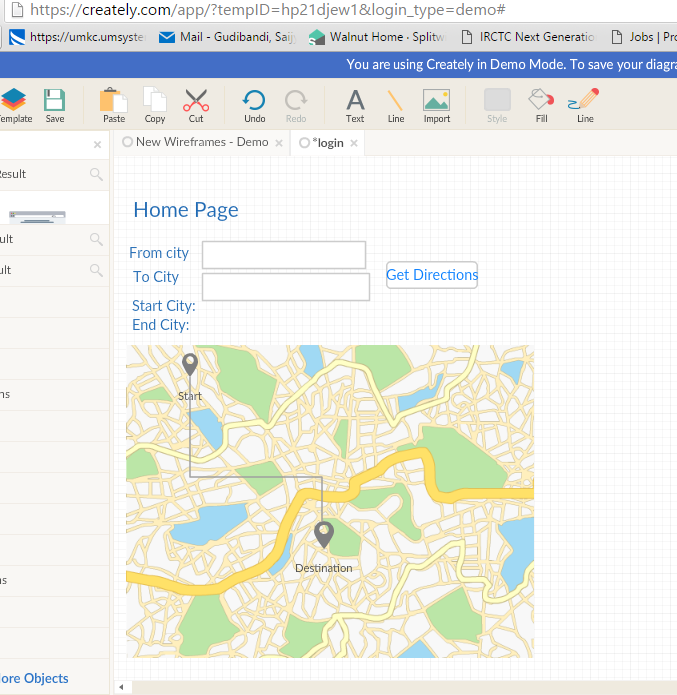 https://creately.com/app/?tempID=hp21djew1&login_type=demo#
https://umkc.umsyste Mail - Gudibandi, Saij Walnut Home · Splitw IRCTC Next Generatio Jobs | Pro
You are using Creately in Demo Mode. To save your diagra
emplate Save Paste Copy Cut Undo Redo Text Line Import Style Fill Line
New Wireframes - Demo × *login ×
esult
ult
ult
ns
s
ore Objects
Home Page
From city
To City
Get Directions
Start City:
End City:
Start
Destination